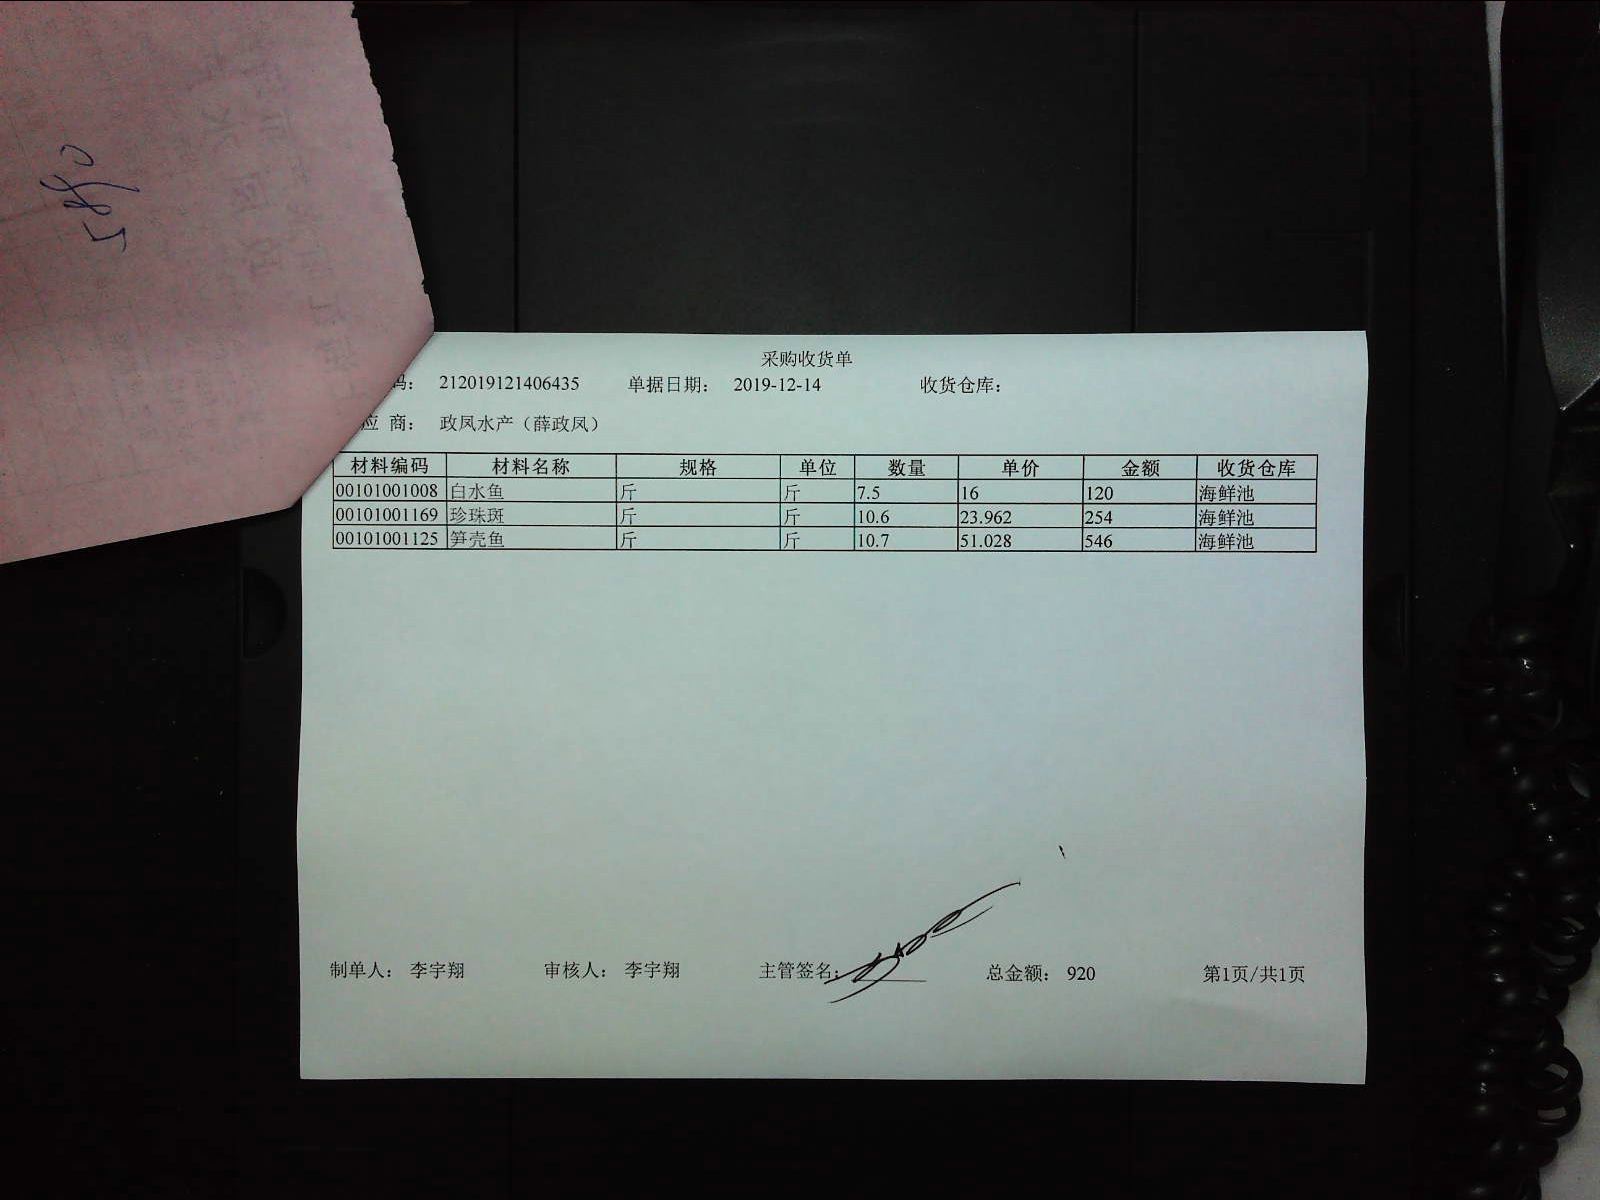 采购收货单
码： 212019121406435 单据日期： 2019-12-14 收货仓库：
应 商： 政凤水产（薛政凤）
材料编码 材料名称 规格 单位 数量 单价 金额 收货仓库
00101001008 白水鱼 斤 斤 7.5 16 120 海鲜池
00101001169 珍珠斑 斤 斤 10.6 23.962 254 海鲜池
00101001125 笋壳鱼 斤 斤 10.7 51.028 546 海鲜池
制单人： 李宇翔 审核人： 李宇翔 主管签名： 总金额： 920 第1页/共1页